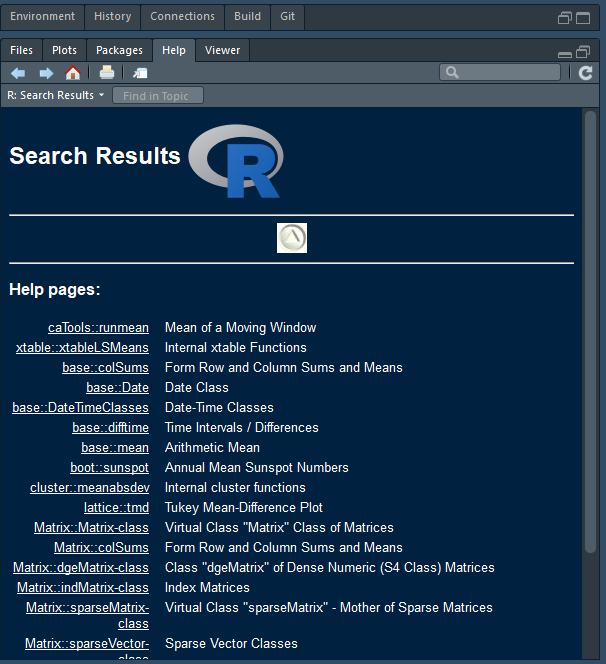 Environment History Connections Build Git
Files Plots Packages Help Viewer
R: Search Results Find in Topic
Search Results R
Help pages:
caTools::runmean Mean of a Moving Window
xtable::xtableLSMeans Internal xtable Functions
base::colSums Form Row and Column Sums and Means
base::Date Date Class
base::DateTimeClasses Date-Time Classes
base::difftime Time Intervals / Differences
base::mean Arithmetic Mean
boot::sunspot Annual Mean Sunspot Numbers
cluster::meanabsdev Internal cluster functions
lattice::tmd Tukey Mean-Difference Plot
Matrix::Matrix-class Virtual Class "Matrix" Class of Matrices
Matrix::colSums Form Row and Column Sums and Means
Matrix::dgeMatrix-class Class "dgeMatrix" of Dense Numeric (S4 Class) Matrices
Matrix::indMatrix-class Index Matrices
Matrix::sparseMatrix- Virtual Class "sparseMatrix" - Mother of Sparse Matrices
class
Matrix::sparseVector- Sparse Vector Classes
class